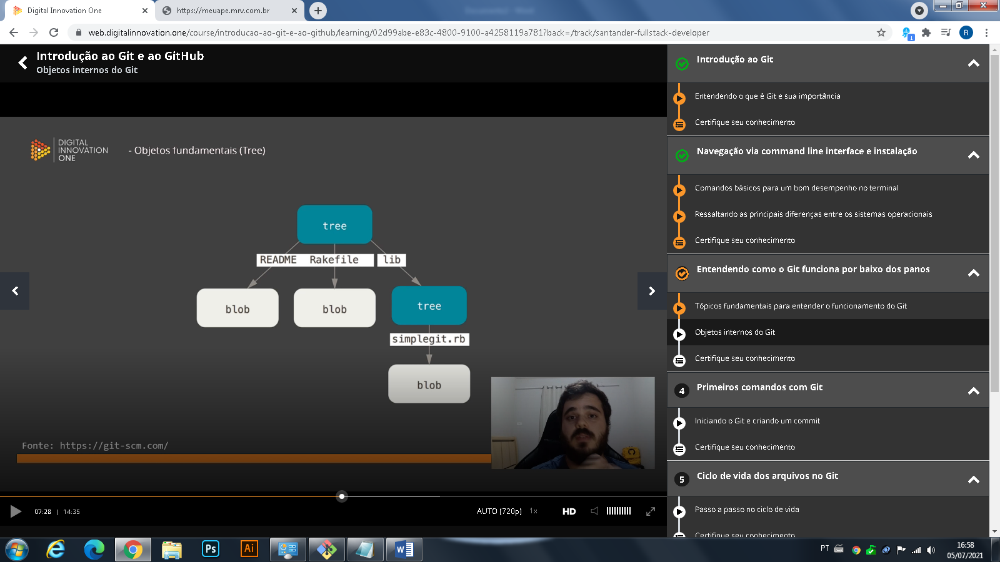 Digital Innovation One
https://meuape.mrv.com.br
web.digitalinnovation.one/course/introducao-ao-git-e-ao-github/learning/02d99abe-e83c-4800-9100-a4258119a781?back=/track/santander-fullstack-developer
1
R
Introdução ao Git e ao GitHub
Objetos internos do Git
DIGITAL
INNOVATION
ONE
- Objetos fundamentais (Tree)
tree
README Rakefile lib
blob
blob
tree
simplegit.rb
blob
Fonte: https://git-scm.com/
07:28 | 14:35
AUTO (720p)
1x
HD
Introdução ao Git
Entendendo o que é Git e sua importância
Certifique seu conhecimento
Navegação via command line interface e instalação
Comandos básicos para um bom desempenho no terminal
Ressaltando as principais diferenças entre os sistemas operacionais
Certifique seu conhecimento
Entendendo como o Git funciona por baixo dos panos
Tópicos fundamentais para entender o funcionamento do Git
Objetos internos do Git
Certifique seu conhecimento
4 Primeiros comandos com Git
Iniciando o Git e criando um commit
Certifique seu conhecimento
5 Ciclo de vida dos arquivos no Git
Passo a passo no ciclo de vida
Certifique seu conhecimento
Ps
Ai
W
PT
16:58
05/07/2021